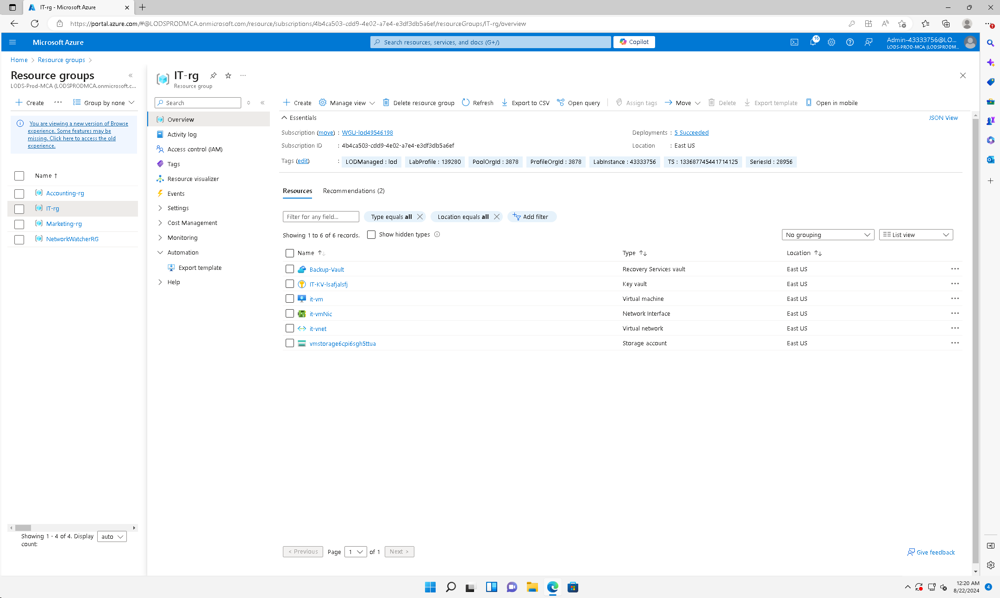 IT-rg - Microsoft Azure
https://portal.azure.com/#@LODSPRODMCA.onmicrosoft.com/resource/subscriptions/4b4ca503-cdd9-4e02-a7e4-e3df3db5a6ef/resourceGroups/IT-rg/overview
Microsoft Azure
Search resources, services, and docs (G+/)
Copilot
16
Admin-43333756@LO...
LODS-PROD-MCA (LODSPRODM...
Home > Resource groups >
Resource groups
LODS-Prod-MCA (LODSPRODMCA.onmicrosoft.c...
Create
Group by none
You are viewing a new version of Browse
experience. Some features may be
missing. Click here to access the old
experience.
Name ↑
Accounting-rg
IT-rg
Marketing-rg
NetworkWatcherRG
Showing 1 - 4 of 4. Display
count:
auto
IT-rg
Resource group
Search
Overview
Activity log
Access control (IAM)
Tags
Resource visualizer
Events
Settings
Cost Management
Monitoring
Automation
Export template
Help
Create Manage view Delete resource group Refresh Export to CSV Open query Assign tags Move Delete Export template Open in mobile
Essentials
JSON View
Subscription (move) : WGU-lod49546198
Deployments : 5 Succeeded
Subscription ID : 4b4ca503-cdd9-4e02-a7e4-e3df3db5a6ef
Location : East US
Tags (edit) : LODManaged : lod LabProfile : 139280 PoolOrgId : 3878 ProfileOrgId : 3878 LabInstance : 43333756 TS : 133687745441714125 SeriesId : 28956
Resources Recommendations (2)
Filter for any field... Type equals all Location equals all Add filter
Showing 1 to 6 of 6 records. Show hidden types
No grouping List view
Name ↑↓ Type ↑↓ Location ↑↓
Backup-Vault Recovery Services vault East US
IT-KV-lsafjalsfj Key vault East US
it-vm Virtual machine East US
it-vmNic Network Interface East US
it-vnet Virtual network East US
vmstorage6cpi6sgh5ttua Storage account East US
< Previous Page 1 of 1 Next >
Give feedback
12:20 AM
8/22/2024
4